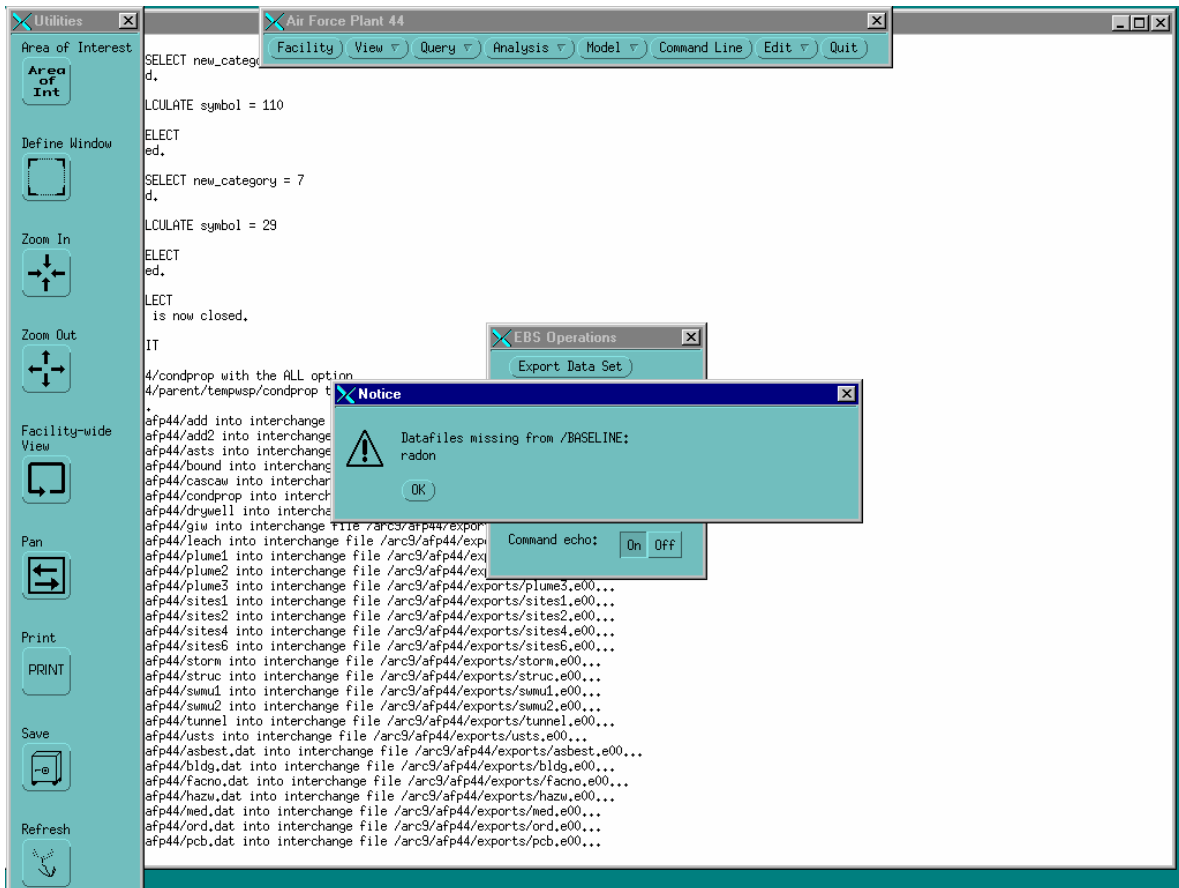 Utilities
Area of Interest
Area
of
Int
Define Window
Zoom In
Zoom Out
Facility-wide
View
Pan
Print
PRINT
Save
Refresh
Air Force Plant 44
Facility View Query Analysis Model Command Line Edit Quit
SELECT new_catego
d.
LCULATE symbol = 110
ELECT
ed.
SELECT new_category = 7
d.
LCULATE symbol = 29
ELECT
ed.
LECT
is now closed.
IT
4/condprop with the ALL option
4/parent/tempwsp/condprop t
.
afp44/add into interchange
afp44/add2 into interchange
afp44/asts into interchange
afp44/bound into interchang
afp44/cascaw into interchan
afp44/condprop into interch
afp44/drywell into intercha
afp44/giw into interchange file /arc9/afp44/expor
afp44/leach into interchange file /arc9/afp44/expo
afp44/plume1 into interchange file /arc9/afp44/ex
afp44/plume2 into interchange file /arc9/afp44/ex
afp44/plume3 into interchange file /arc9/afp44/exports/plume3.e00...
afp44/sites1 into interchange file /arc9/afp44/exports/sites1.e00...
afp44/sites2 into interchange file /arc9/afp44/exports/sites2.e00...
afp44/sites4 into interchange file /arc9/afp44/exports/sites4.e00...
afp44/sites6 into interchange file /arc9/afp44/exports/sites6.e00...
afp44/storm into interchange file /arc9/afp44/exports/storm.e00...
afp44/struc into interchange file /arc9/afp44/exports/struc.e00...
afp44/swmu1 into interchange file /arc9/afp44/exports/swmu1.e00...
afp44/swmu2 into interchange file /arc9/afp44/exports/swmu2.e00...
afp44/tunnel into interchange file /arc9/afp44/exports/tunnel.e00...
afp44/usts into interchange file /arc9/afp44/exports/usts.e00...
afp44/asbest.dat into interchange file /arc9/afp44/exports/asbest.e00...
afp44/bldg.dat into interchange file /arc9/afp44/exports/bldg.e00...
afp44/facno.dat into interchange file /arc9/afp44/exports/facno.e00...
afp44/hazw.dat into interchange file /arc9/afp44/exports/hazw.e00...
afp44/med.dat into interchange file /arc9/afp44/exports/med.e00...
afp44/ord.dat into interchange file /arc9/afp44/exports/ord.e00...
afp44/pcb.dat into interchange file /arc9/afp44/exports/pcb.e00...
EBS Operations
Export Data Set
Notice
Datafiles missing from /BASELINE:
radon
OK
Command echo: On Off